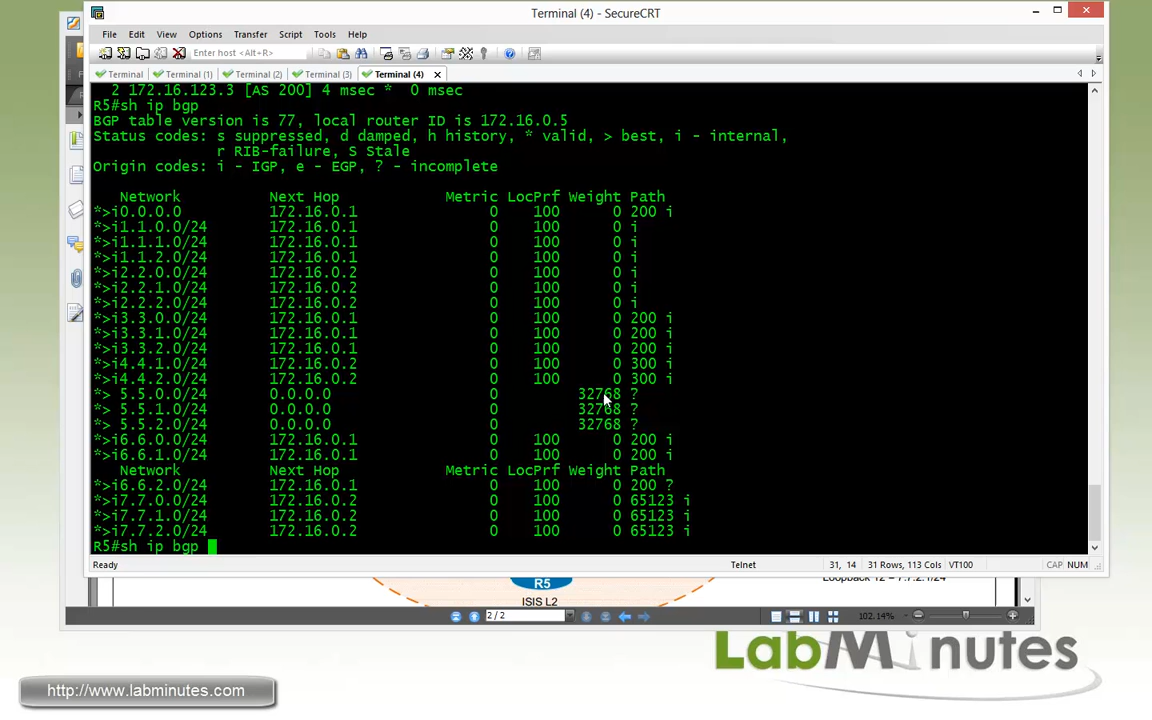 Terminal (4) - SecureCRT
File Edit View Options Transfer Script Tools Help
Enter host <Alt+R>
Terminal Terminal (1) Terminal (2) Terminal (3) Terminal (4)
2 172.16.123.3 [AS 200] 4 msec * 0 msec
R5#sh ip bgp
BGP table version is 77, local router ID is 172.16.0.5
Status codes: s suppressed, d damped, h history, * valid, > best, i - internal,
r RIB-failure, S Stale
Origin codes: i - IGP, e - EGP, ? - incomplete
Network Next Hop Metric LocPrf Weight Path
*>i0.0.0.0 172.16.0.1 0 100 0 200 i
*>i1.1.0.0/24 172.16.0.1 0 100 0 i
*>i1.1.1.0/24 172.16.0.1 0 100 0 i
*>i1.1.2.0/24 172.16.0.1 0 100 0 i
*>i2.2.0.0/24 172.16.0.2 0 100 0 i
*>i2.2.1.0/24 172.16.0.2 0 100 0 i
*>i2.2.2.0/24 172.16.0.2 0 100 0 i
*>i3.3.0.0/24 172.16.0.1 0 100 0 200 i
*>i3.3.1.0/24 172.16.0.1 0 100 0 200 i
*>i3.3.2.0/24 172.16.0.1 0 100 0 200 i
*>i4.4.1.0/24 172.16.0.2 0 100 0 300 i
*>i4.4.2.0/24 172.16.0.2 0 100 0 300 i
*> 5.5.0.0/24 0.0.0.0 0 32768 ?
*> 5.5.1.0/24 0.0.0.0 0 32768 ?
*> 5.5.2.0/24 0.0.0.0 0 32768 ?
*>i6.6.0.0/24 172.16.0.1 0 100 0 200 i
*>i6.6.1.0/24 172.16.0.1 0 100 0 200 i
Network Next Hop Metric LocPrf Weight Path
*>i6.6.2.0/24 172.16.0.1 0 100 0 200 ?
*>i7.7.0.0/24 172.16.0.2 0 100 0 65123 i
*>i7.7.1.0/24 172.16.0.2 0 100 0 65123 i
*>i7.7.2.0/24 172.16.0.2 0 100 0 65123 i
R5#sh ip bgp
Ready Telnet 31, 14 31 Rows, 113 Cols VT100 CAP NUM
R5
Loopback 12 = 7.7.2.1/24
ISIS L2
2 / 2 102.14%
LabMinutes
http://www.labminutes.com